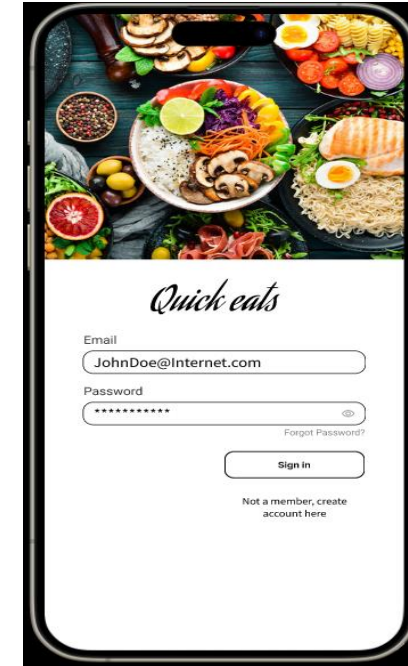 Quick eats
Email
JohnDoe@Internet.com
Password
***********
Forgot Password?
Sign in
Not a member, create
account here